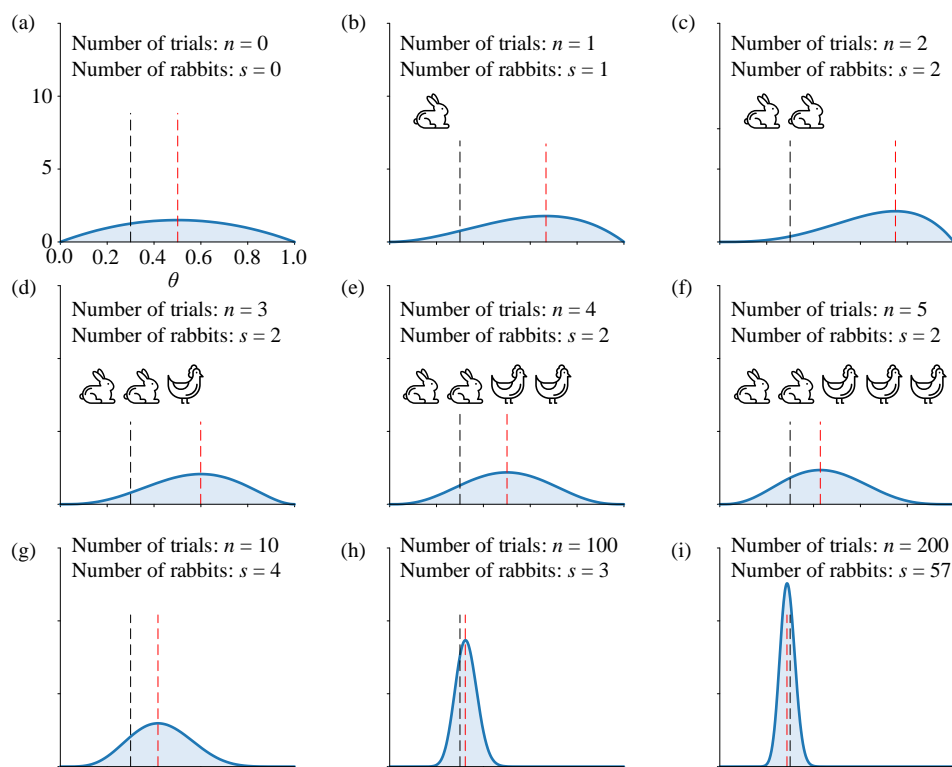 (a)
Number of trials: n = 0
Number of rabbits: s = 0
10
5
0
0.0 0.2 0.4 0.6 0.8 1.0
θ
(b)
Number of trials: n = 1
Number of rabbits: s = 1
(c)
Number of trials: n = 2
Number of rabbits: s = 2
(d)
Number of trials: n = 3
Number of rabbits: s = 2
(e)
Number of trials: n = 4
Number of rabbits: s = 2
(f)
Number of trials: n = 5
Number of rabbits: s = 2
(g)
Number of trials: n = 10
Number of rabbits: s = 4
(h)
Number of trials: n = 100
Number of rabbits: s = 3
(i)
Number of trials: n = 200
Number of rabbits: s = 57